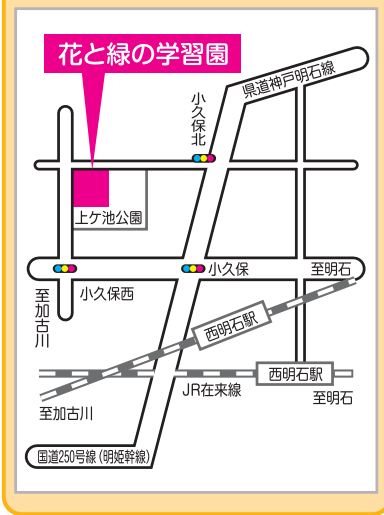 花と緑の学習園
県道神戸明石線
小久保北
上ケ池公園
小久保
至明石
至加古川
小久保西
西明石駅
西明石駅
JR在来線
至明石
至加古川
国道250号線(明姫幹線)